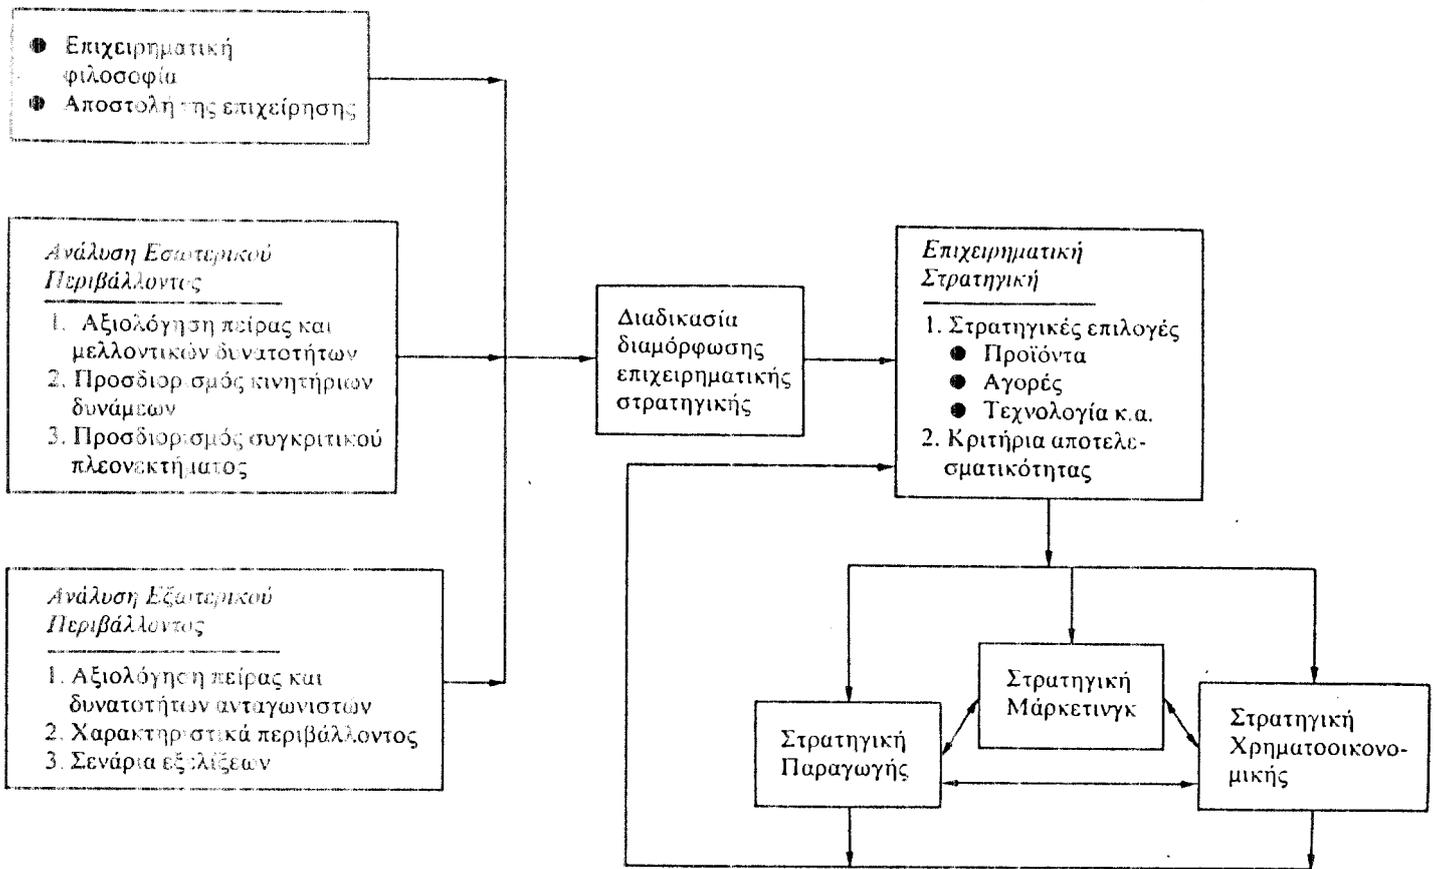 ● Επιχειρηματική
φιλοσοφία
● Αποστολή της επιχείρησης
Ανάλυση Εσωτερικού
Περιβάλλοντος
1. Αξιολόγηση πείρας και
μελλοντικών δυνατοτήτων
2. Προσδιορισμός κινητήριων
δυνάμεων
3. Προσδιορισμός συγκριτικού
πλεονεκτήματος
Ανάλυση Εξωτερικού
Περιβάλλοντος
1. Αξιολόγηση πείρας και
δυνατοτήτων ανταγωνιστών
2. Χαρακτηριστικά περιβάλλοντος
3. Σενάρια εξελίξεων
Διαδικασία
διαμόρφωσης
επιχειρηματικής
στρατηγικής
Επιχειρηματική
Στρατηγική
1. Στρατηγικές επιλογές
● Προϊόντα
● Αγορές
● Τεχνολογία κ.α.
2. Κριτήρια αποτελε-
σματικότητας
Στρατηγική
Παραγωγής
Στρατηγική
Μάρκετινγκ
Στρατηγική
Χρηματοοικονο-
μικής